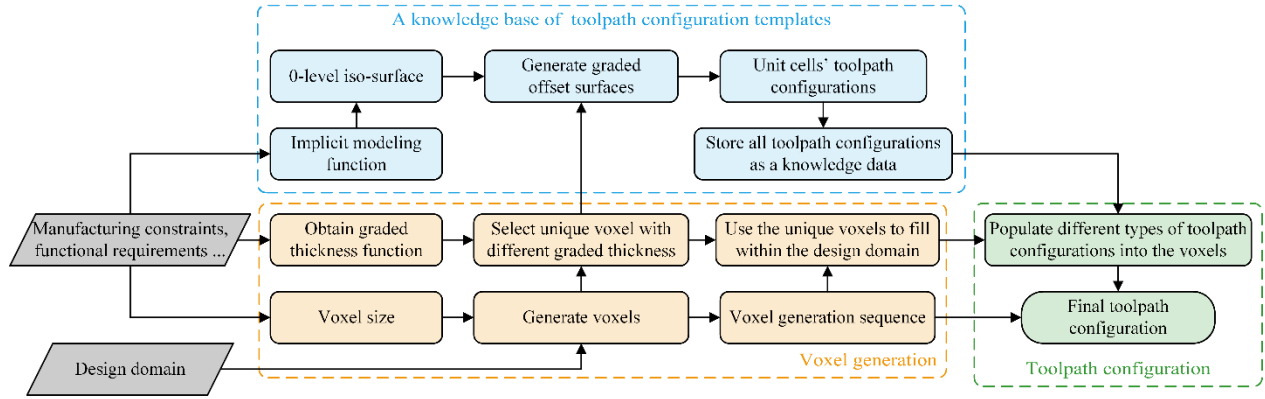 A knowledge base of toolpath configuration templates
0-level iso-surface
Generate graded
offset surfaces
Unit cells’ toolpath
configurations
Implicit modeling
function
Store all toolpath configurations
as a knowledge data
Manufacturing constraints,
functional requirements ...
Obtain graded
thickness function
Select unique voxel with
different graded thickness
Use the unique voxels to fill
within the design domain
Populate different types of toolpath
configurations into the voxels
Voxel size
Generate voxels
Voxel generation sequence
Final toolpath
configuration
Design domain
Voxel generation
Toolpath configuration